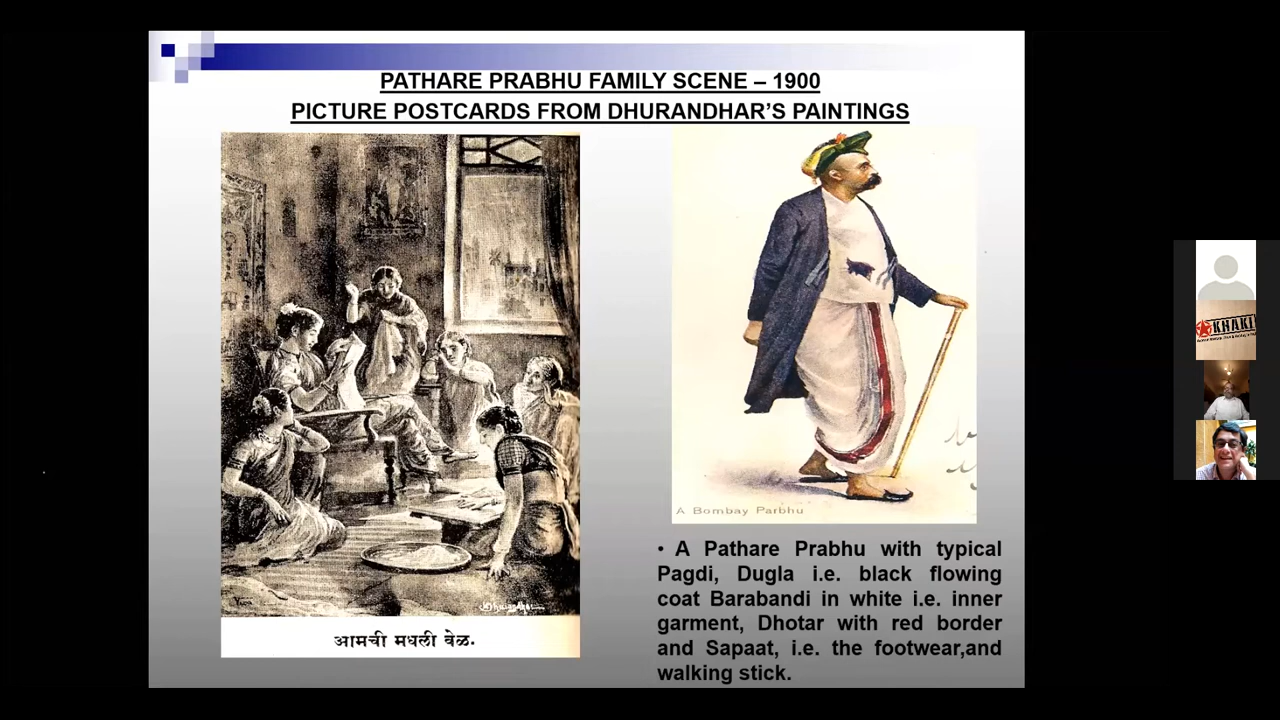 PATHARE PRABHU FAMILY SCENE – 1900
PICTURE POSTCARDS FROM DHURANDHAR'S PAINTINGS
आमची मधली वेळ.
A Bombay Parbhu
• A Pathare Prabhu with typical
Pagdi, Dugla i.e. black flowing
coat Barabandi in white i.e. inner
garment, Dhotar with red border
and Sapaat, i.e. the footwear,and
walking stick.
KHAKI